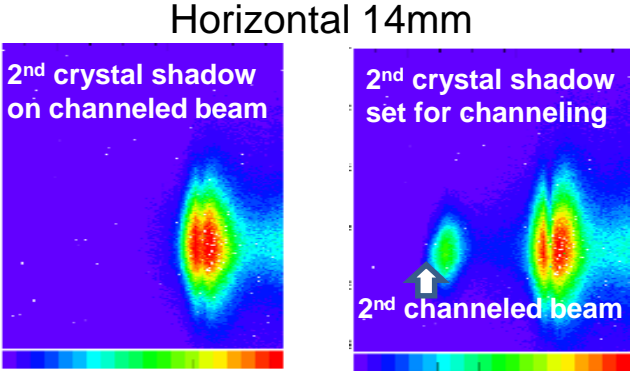 Horizontal 14mm
2nd crystal shadow
on channeled beam
2nd crystal shadow
set for channeling
2nd channeled beam